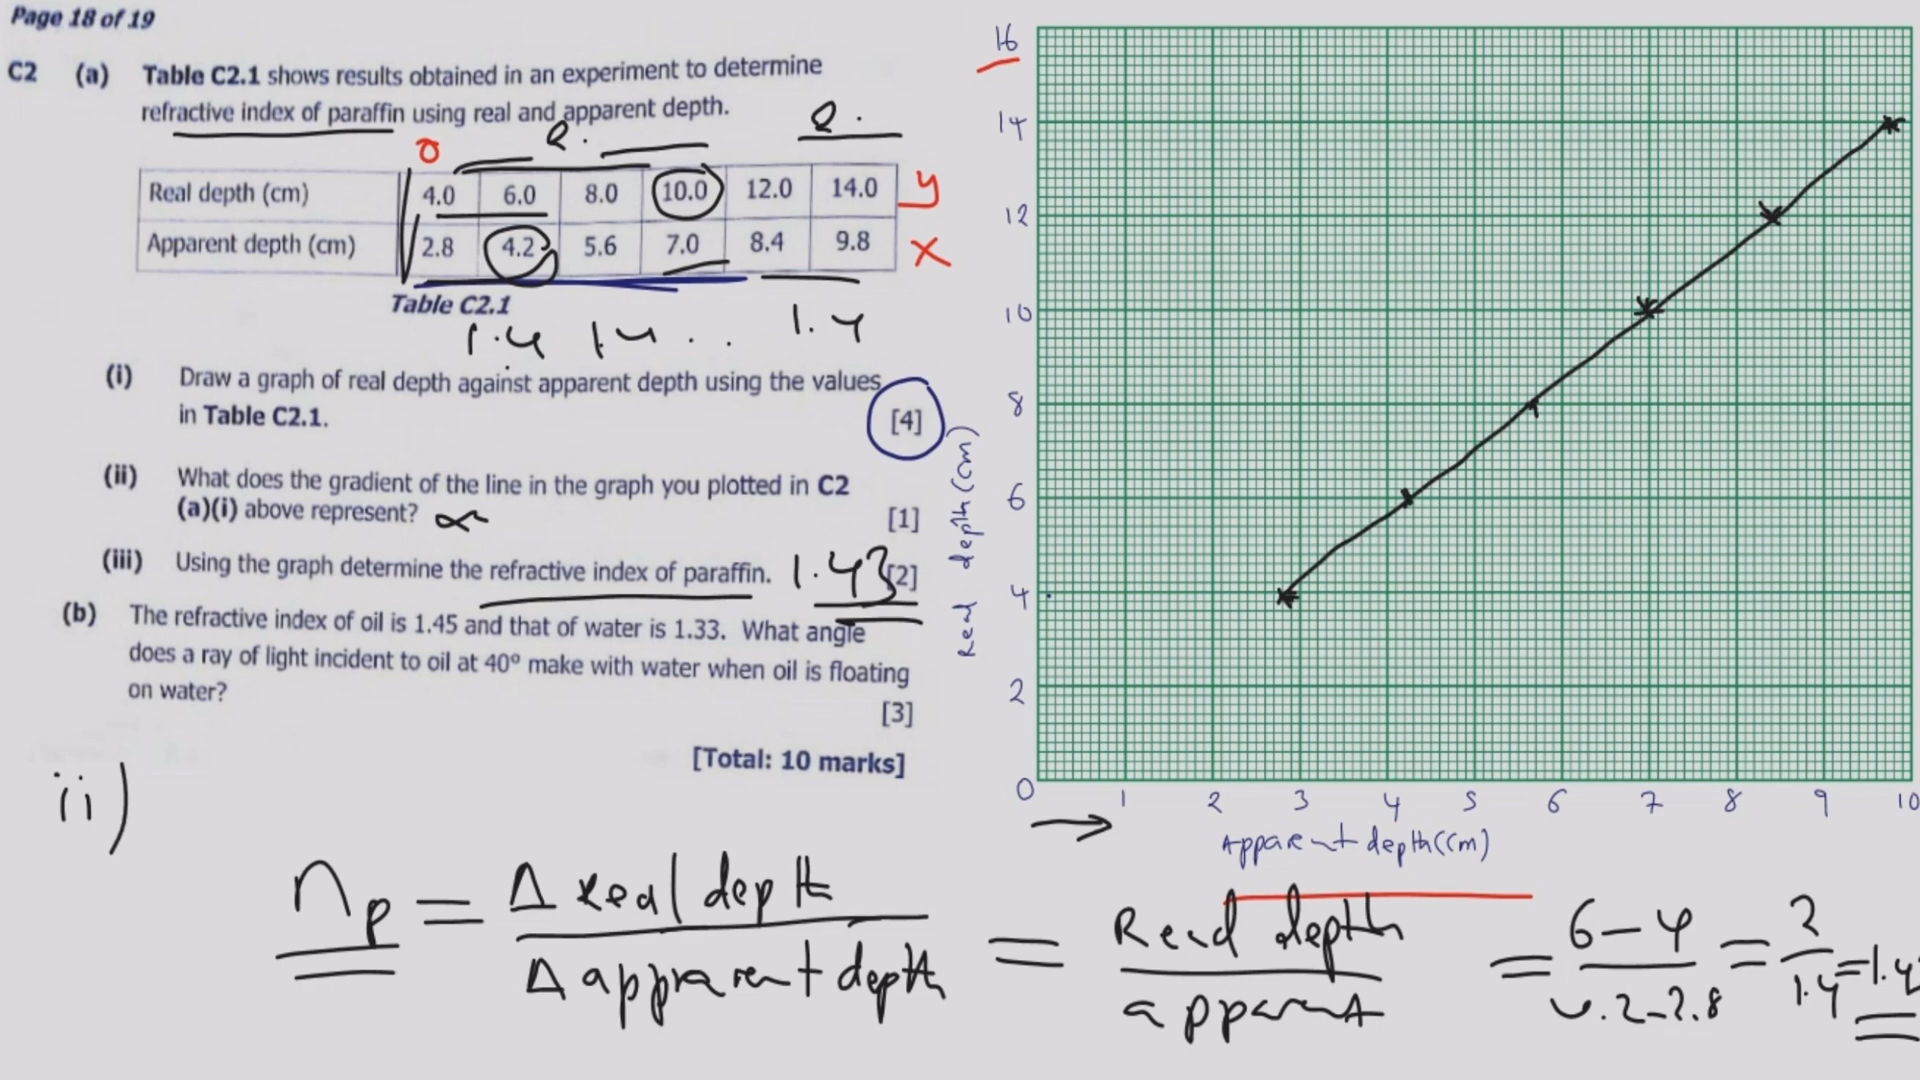 Page 18 of 19
C2 (a) Table C2.1 shows results obtained in an experiment to determine
refractive index of paraffin using real and apparent depth.
0 2. 2.
Real depth (cm) 4.0 6.0 8.0 10.0 12.0 14.0 y
Apparent depth (cm) 2.8 4.2 5.6 7.0 8.4 9.8 x
Table C2.1
1.4 1.4 . . 1.4
(i) Draw a graph of real depth against apparent depth using the values
in Table C2.1. [4]
(ii) What does the gradient of the line in the graph you plotted in C2
(a)(i) above represent? [1]
(iii) Using the graph determine the refractive index of paraffin. 1.43 [2]
(b) The refractive index of oil is 1.45 and that of water is 1.33. What angle
does a ray of light incident to oil at 40° make with water when oil is floating
on water?
[3]
[Total: 10 marks]
16
14
12
10
8
6
4
2
0 1 2 3 4 5 6 7 8 9 10
Real depth (cm)
Apparent depth (cm)
ii)
np = Δ real depth / Δ apparent depth = Real depth / apparent = 6-4 / 4.2-2.8 = 2 / 1.4 = 1.4